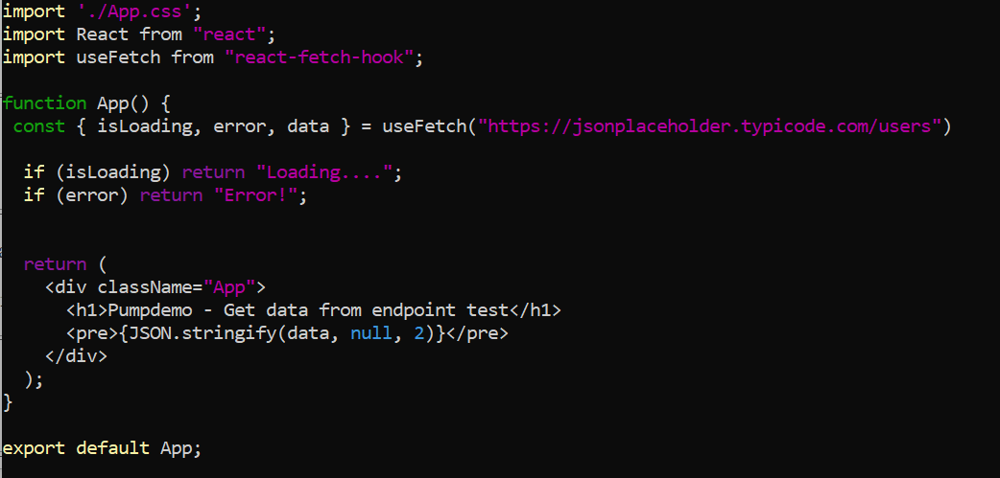 import './App.css';
import React from "react";
import useFetch from "react-fetch-hook";
function App() {
 const { isLoading, error, data } = useFetch("https://jsonplaceholder.typicode.com/users")
  if (isLoading) return "Loading....";
  if (error) return "Error!";
  return (
    <div className="App">
      <h1>Pumpdemo - Get data from endpoint test</h1>
      <pre>{JSON.stringify(data, null, 2)}</pre>
    </div>
  );
}
export default App;